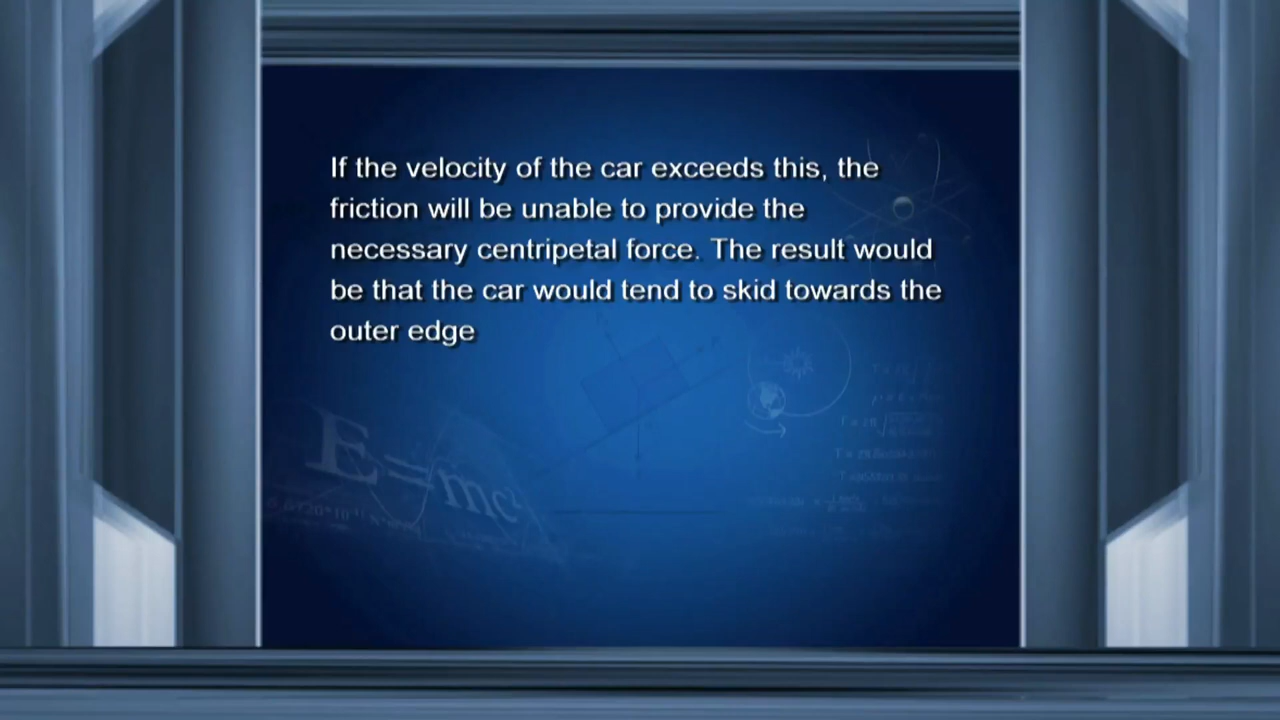 If the velocity of the car exceeds this, the
friction will be unable to provide the
necessary centripetal force. The result would
be that the car would tend to skid towards the
outer edge
E=mc²